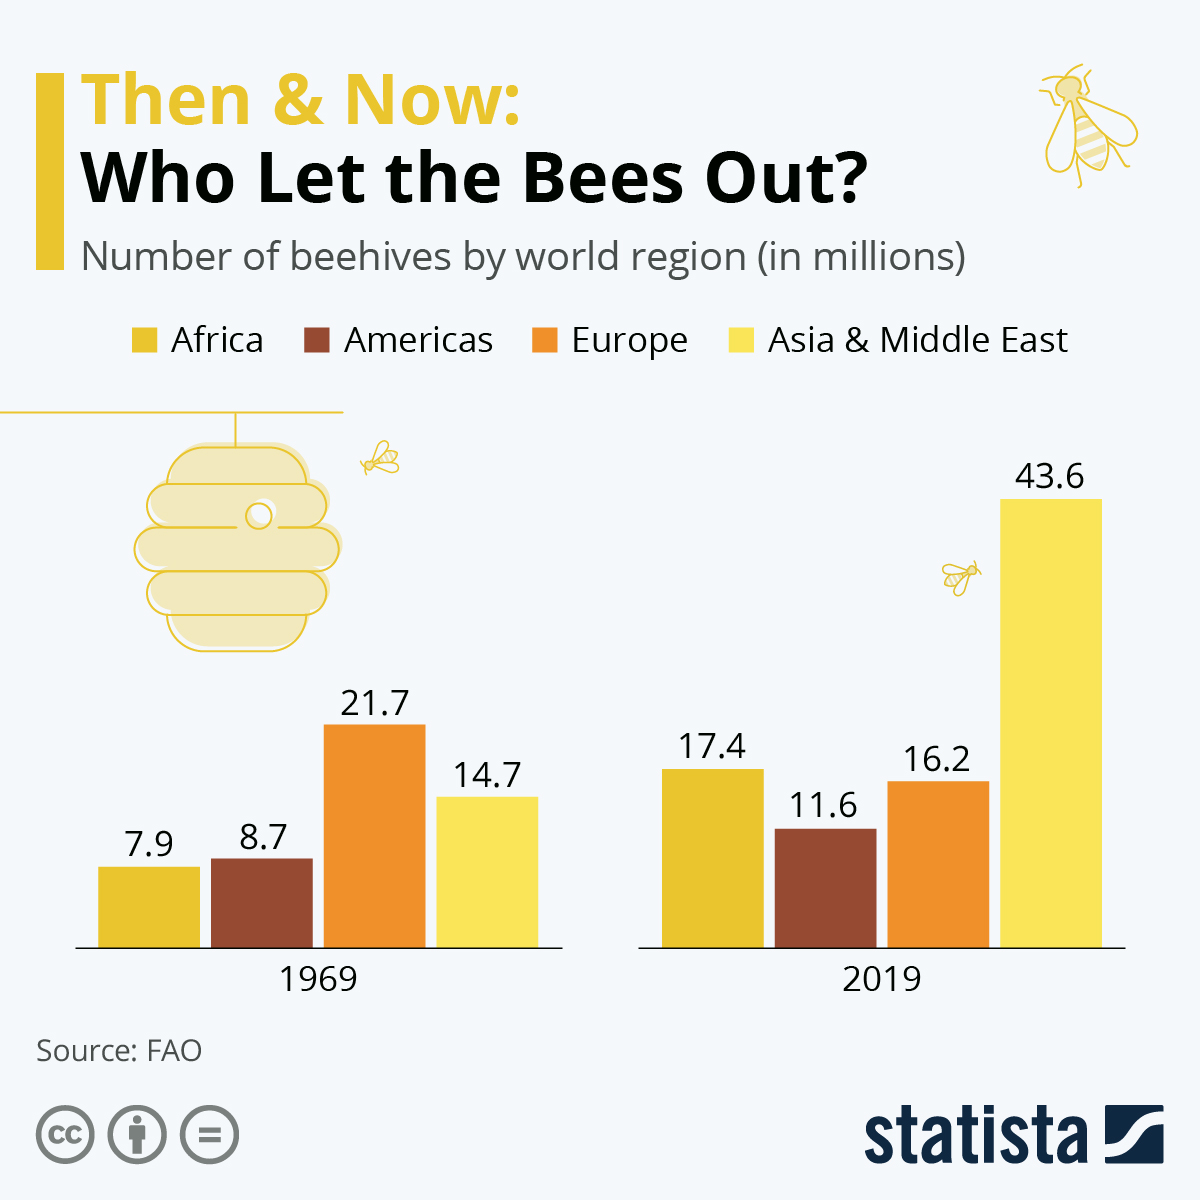 Then & Now:
Who Let the Bees Out?
Number of beehives by world region (in millions)
Africa Americas Europe Asia & Middle East
7.9 8.7 21.7 14.7
1969
17.4 11.6 16.2 43.6
2019
Source: FAO
cc =
statista